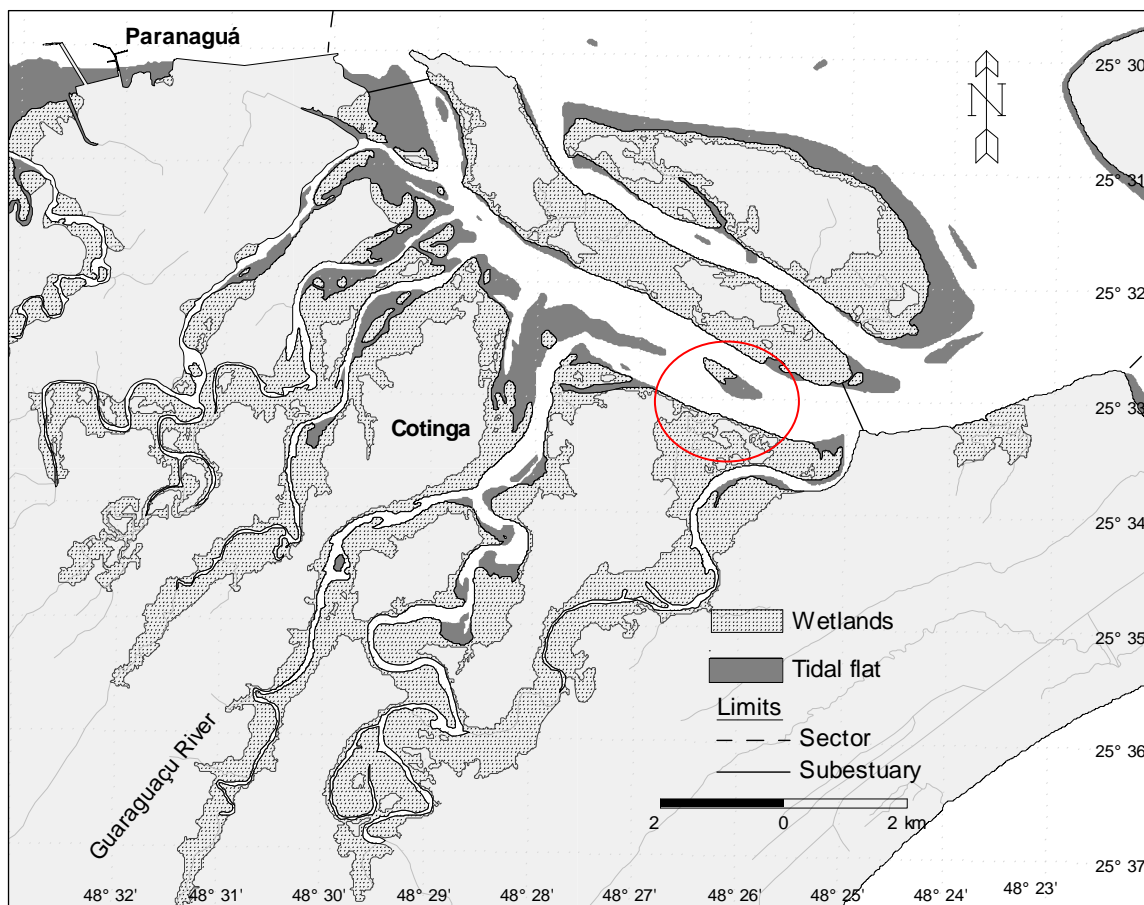 Paranaguá
N
25° 30
25° 31
25° 32
25° 33
Cotinga
25° 34
Wetlands
25° 35
Tidal flat
Limits
Sector
25° 36
Subestuary
Guaraguaçu River
2 0 2 km
25° 37
48° 32' 48° 31' 48° 30' 48° 29' 48° 28' 48° 27' 48° 26' 48° 25' 48° 24' 48° 23'